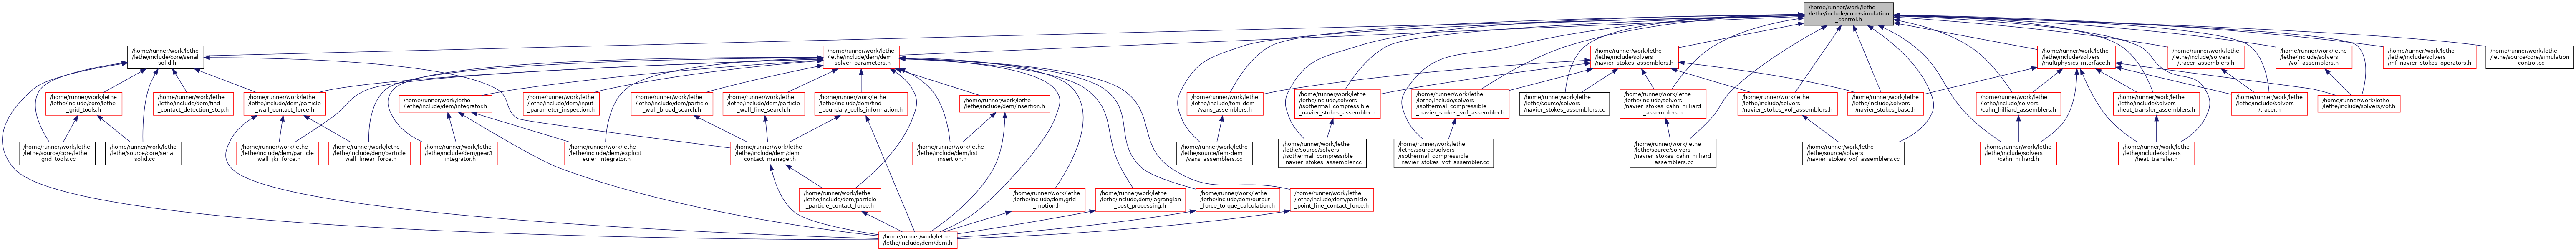 /home/runner/work/lethe
/lethe/include/core/simulation
_control.h
/home/runner/work/lethe
/lethe/include/core/serial
_solid.h
/home/runner/work/lethe
/lethe/include/dem/dem
_solver_parameters.h
/home/runner/work/lethe
/lethe/include/solvers
/navier_stokes_assemblers.h
/home/runner/work/lethe
/lethe/include/solvers
/multiphysics_interface.h
/home/runner/work/lethe
/lethe/include/solvers
/tracer_assemblers.h
/home/runner/work/lethe
/lethe/include/solvers
/vof_assemblers.h
/home/runner/work/lethe
/lethe/include/solvers
/mf_navier_stokes_operators.h
/home/runner/work/lethe
/lethe/source/core/simulation
_control.cc
/home/runner/work/lethe
/lethe/include/core/lethe
_grid_tools.h
/home/runner/work/lethe
/lethe/include/dem/find
_contact_detection_step.h
/home/runner/work/lethe
/lethe/include/dem/particle
_wall_contact_force.h
/home/runner/work/lethe
/lethe/include/dem/integrator.h
/home/runner/work/lethe
/lethe/include/dem/input
_parameter_inspection.h
/home/runner/work/lethe
/lethe/include/dem/particle
_wall_broad_search.h
/home/runner/work/lethe
/lethe/include/dem/particle
_wall_fine_search.h
/home/runner/work/lethe
/lethe/include/dem/find
_boundary_cells_information.h
/home/runner/work/lethe
/lethe/include/dem/insertion.h
/home/runner/work/lethe
/lethe/include/fem-dem
/vans_assemblers.h
/home/runner/work/lethe
/lethe/include/solvers
/isothermal_compressible
_navier_stokes_assembler.h
/home/runner/work/lethe
/lethe/include/solvers
/isothermal_compressible
_navier_stokes_vof_assembler.h
/home/runner/work/lethe
/lethe/source/solvers
/navier_stokes_assemblers.cc
/home/runner/work/lethe
/lethe/include/solvers
/navier_stokes_cahn_hilliard
_assemblers.h
/home/runner/work/lethe
/lethe/include/solvers
/navier_stokes_vof_assemblers.h
/home/runner/work/lethe
/lethe/include/solvers
/navier_stokes_base.h
/home/runner/work/lethe
/lethe/include/solvers
/cahn_hilliard_assemblers.h
/home/runner/work/lethe
/lethe/include/solvers
/heat_transfer_assemblers.h
/home/runner/work/lethe
/lethe/include/solvers
/tracer.h
/home/runner/work/lethe
/lethe/include/solvers/vof.h
/home/runner/work/lethe
/lethe/source/core/lethe
_grid_tools.cc
/home/runner/work/lethe
/lethe/source/core/serial
_solid.cc
/home/runner/work/lethe
/lethe/include/dem/particle
_wall_jkr_force.h
/home/runner/work/lethe
/lethe/include/dem/particle
_wall_linear_force.h
/home/runner/work/lethe
/lethe/include/dem/gear3
_integrator.h
/home/runner/work/lethe
/lethe/include/dem/explicit
_euler_integrator.h
/home/runner/work/lethe
/lethe/include/dem/dem
_contact_manager.h
/home/runner/work/lethe
/lethe/include/dem/list
_insertion.h
/home/runner/work/lethe
/lethe/source/fem-dem
/vans_assemblers.cc
/home/runner/work/lethe
/lethe/source/solvers
/isothermal_compressible
_navier_stokes_assembler.cc
/home/runner/work/lethe
/lethe/source/solvers
/isothermal_compressible
_navier_stokes_vof_assembler.cc
/home/runner/work/lethe
/lethe/source/solvers
/navier_stokes_cahn_hilliard
_assemblers.cc
/home/runner/work/lethe
/lethe/source/solvers
/navier_stokes_vof_assemblers.cc
/home/runner/work/lethe
/lethe/include/solvers
/cahn_hilliard.h
/home/runner/work/lethe
/lethe/include/solvers
/heat_transfer.h
/home/runner/work/lethe
/lethe/include/dem/particle
_particle_contact_force.h
/home/runner/work/lethe
/lethe/include/dem/grid
_motion.h
/home/runner/work/lethe
/lethe/include/dem/lagrangian
_post_processing.h
/home/runner/work/lethe
/lethe/include/dem/output
_force_torque_calculation.h
/home/runner/work/lethe
/lethe/include/dem/particle
_point_line_contact_force.h
/home/runner/work/lethe
/lethe/include/dem/dem.h